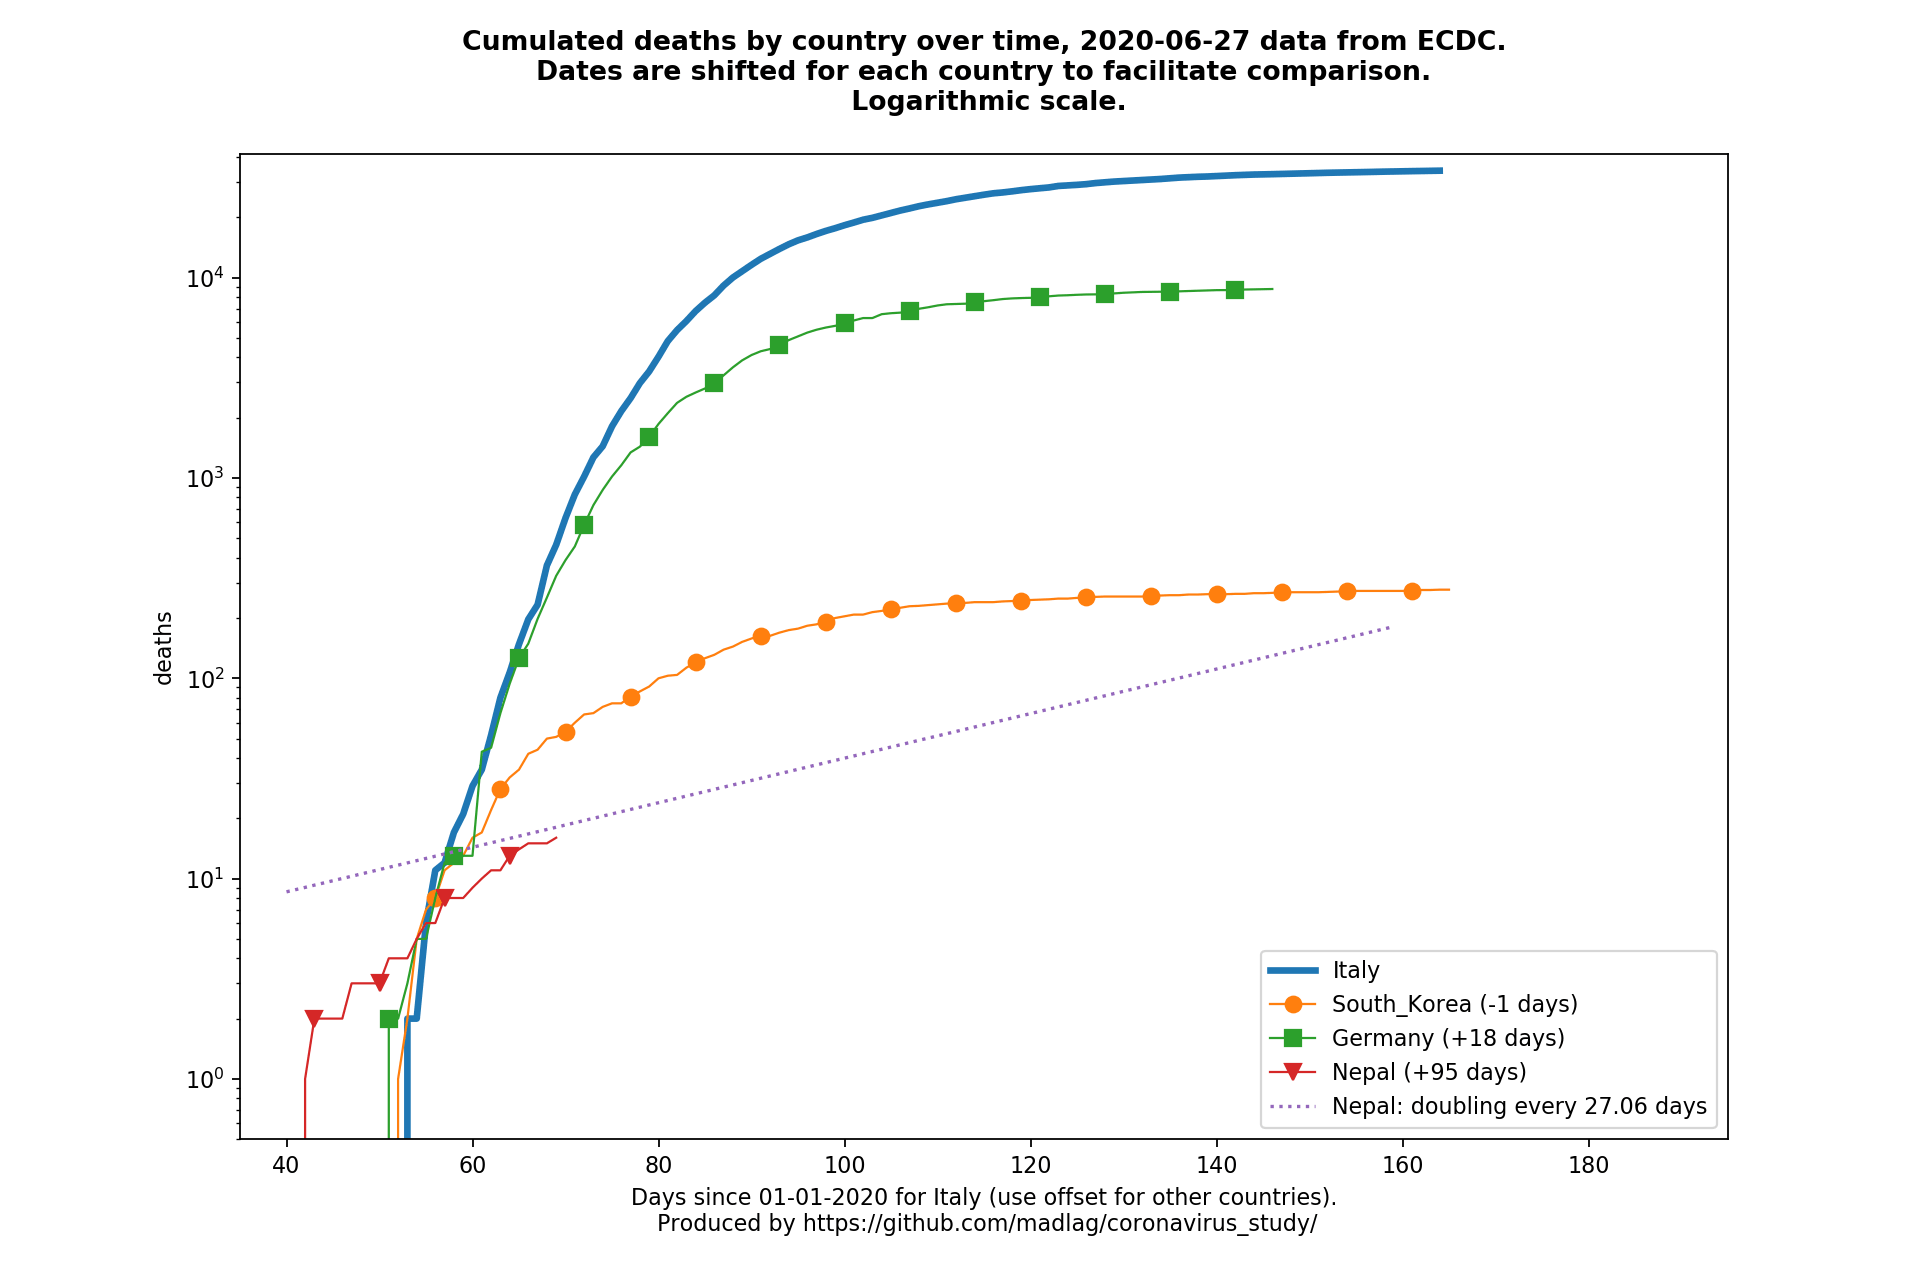 Cumulated deaths by country over time, 2020-06-27 data from ECDC.
Dates are shifted for each country to facilitate comparison.
Logarithmic scale.
10^4
10^3
10^2
10^1
10^0
deaths
Italy
South_Korea (-1 days)
Germany (+18 days)
Nepal (+95 days)
Nepal: doubling every 27.06 days
40 60 80 100 120 140 160 180
Days since 01-01-2020 for Italy (use offset for other countries).
Produced by https://github.com/madlag/coronavirus_study/